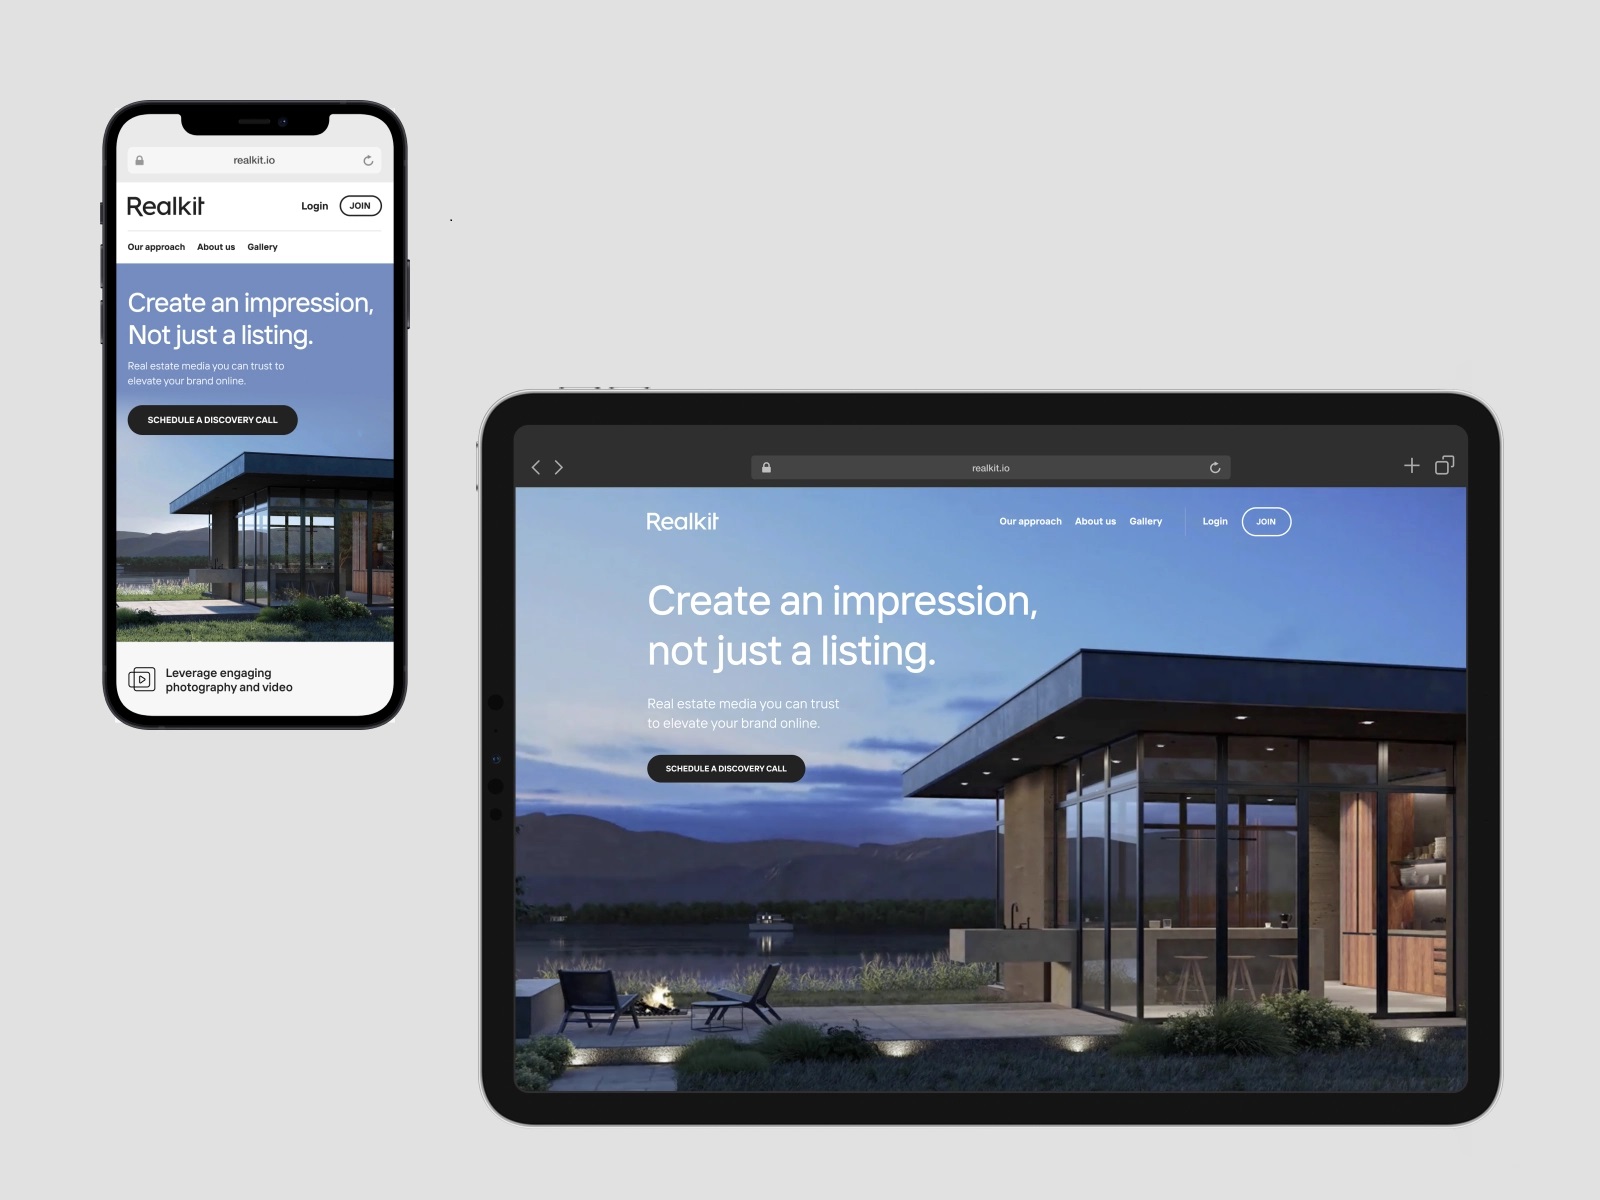 realkit.io
Realkit
Login
JOIN
Our approach
About us
Gallery
Create an impression,
Not just a listing.
Real estate media you can trust to
elevate your brand online.
SCHEDULE A DISCOVERY CALL
Leverage engaging
photography and video
realkit.io
Realkit
Our approach
About us
Gallery
Login
JOIN
Create an impression,
not just a listing.
Real estate media you can trust
to elevate your brand online.
SCHEDULE A DISCOVERY CALL